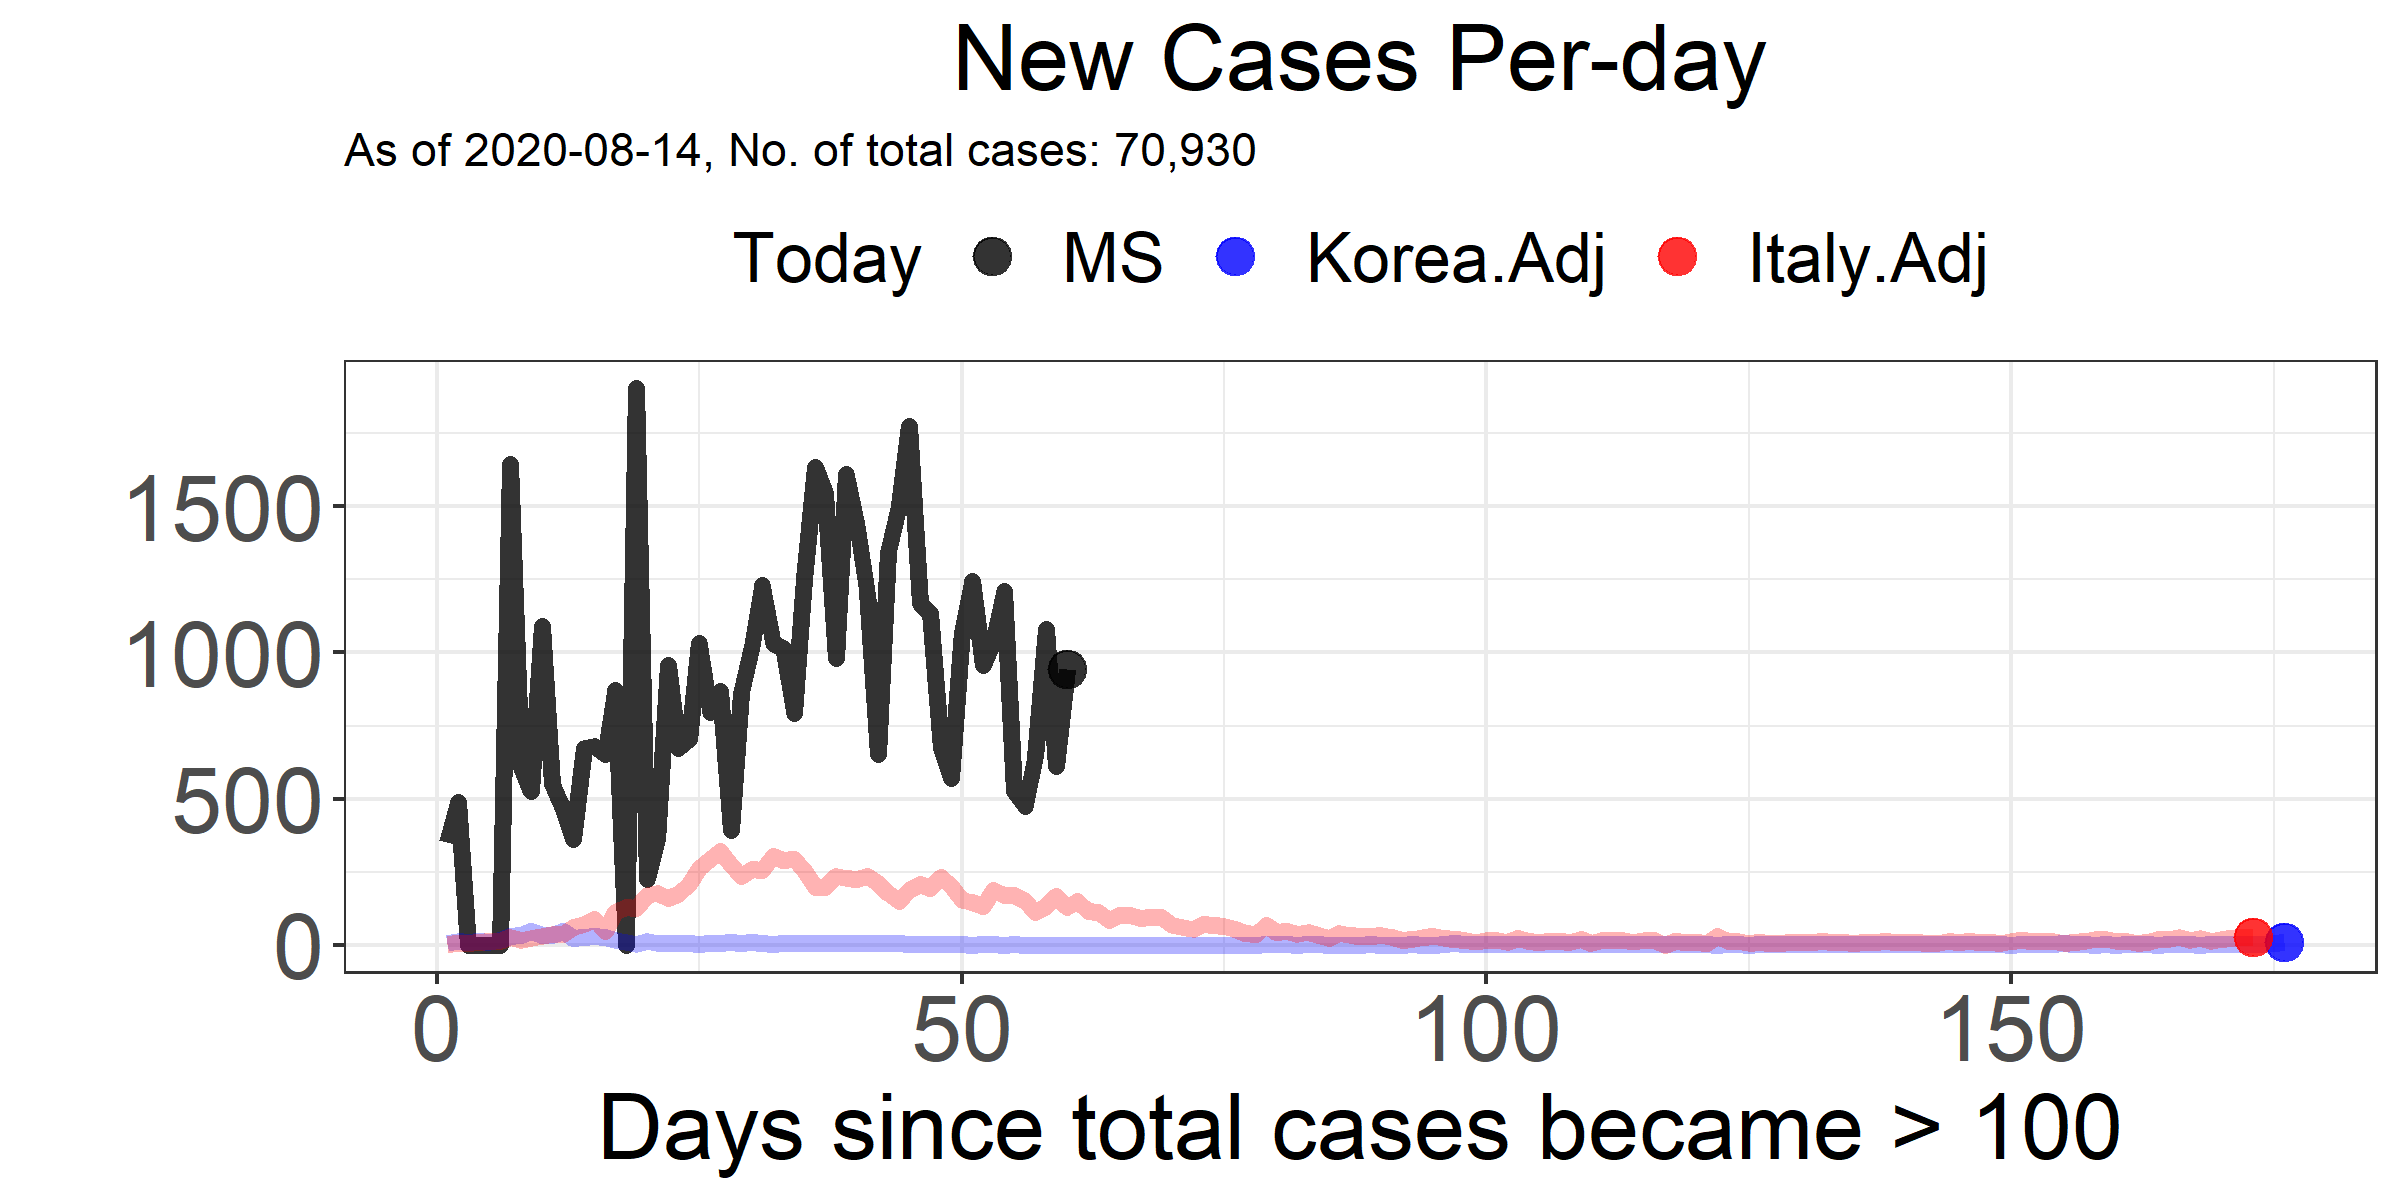 New Cases Per-day
As of 2020-08-14, No. of total cases: 70,930
Today MS Korea.Adj Italy.Adj
1500
1000
500
0
0 50 100 150
Days since total cases became > 100